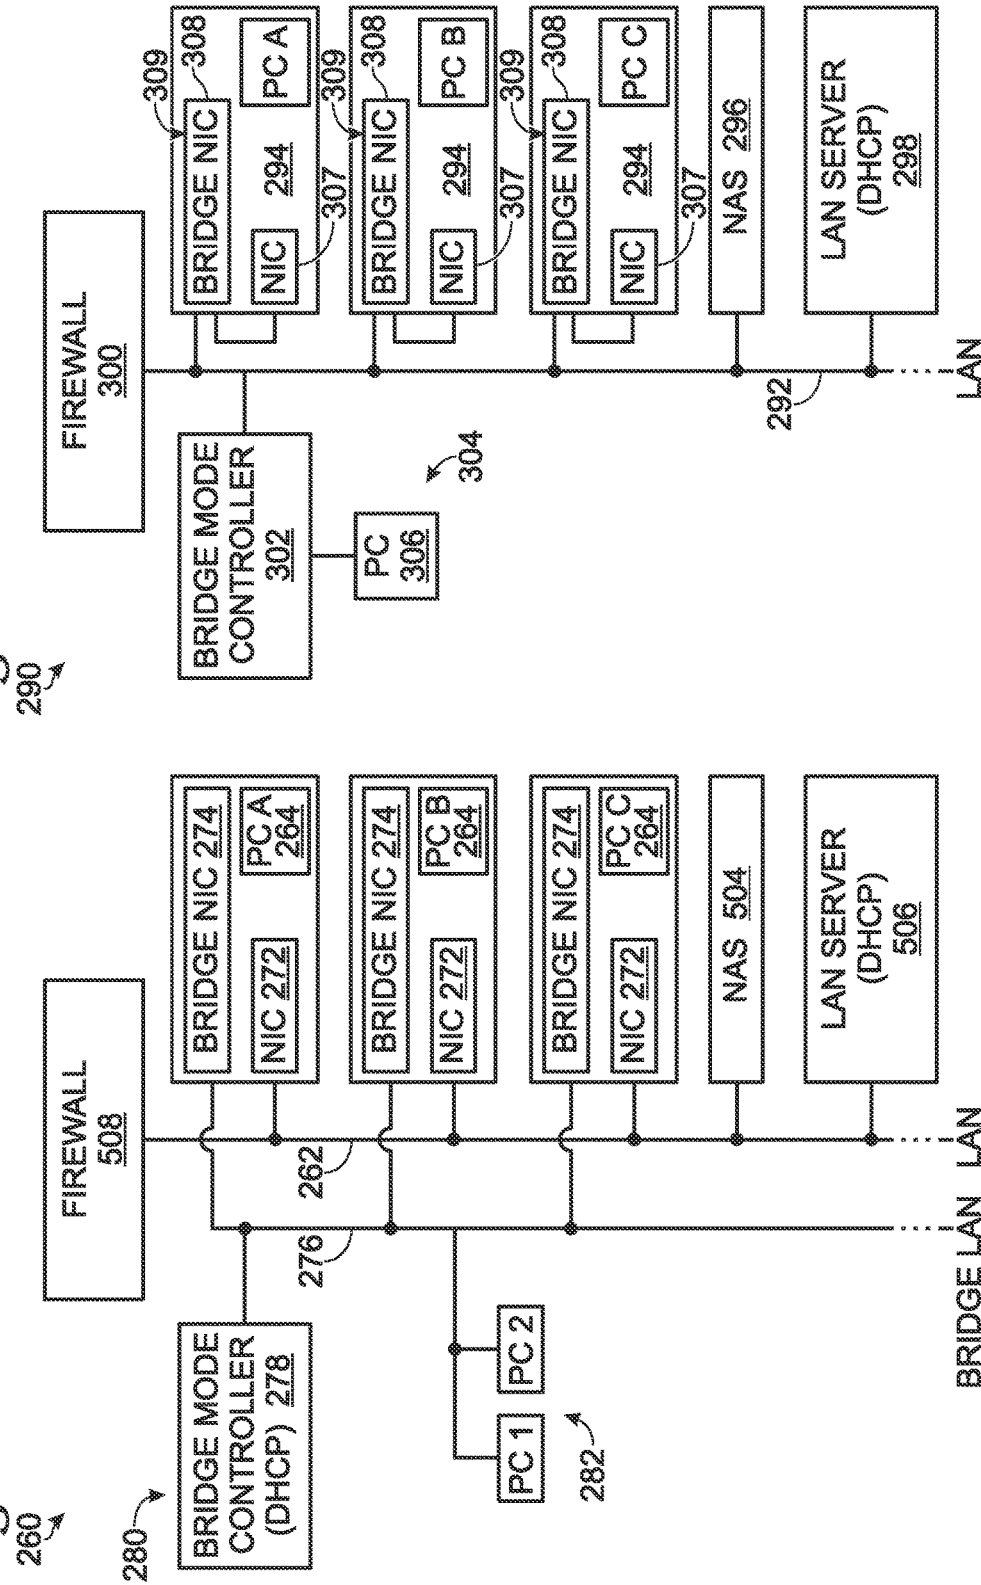 260
280
BRIDGE MODE
CONTROLLER
(DHCP) 278
FIREWALL
508
BRIDGE NIC 274
NIC 272
PC A
264
262
276
BRIDGE NIC 274
NIC 272
PC B
264
PC 1
PC 2
282
BRIDGE NIC 274
NIC 272
PC C
264
NAS 504
LAN SERVER
(DHCP)
506
BRIDGE LAN
LAN
290
FIREWALL
300
BRIDGE MODE
CONTROLLER
302
309
308
BRIDGE NIC
PC A
294
NIC
307
PC
306
304
309
308
BRIDGE NIC
PC B
294
NIC
307
309
308
BRIDGE NIC
PC C
294
NIC
307
NAS 296
292
LAN SERVER
(DHCP)
298
LAN